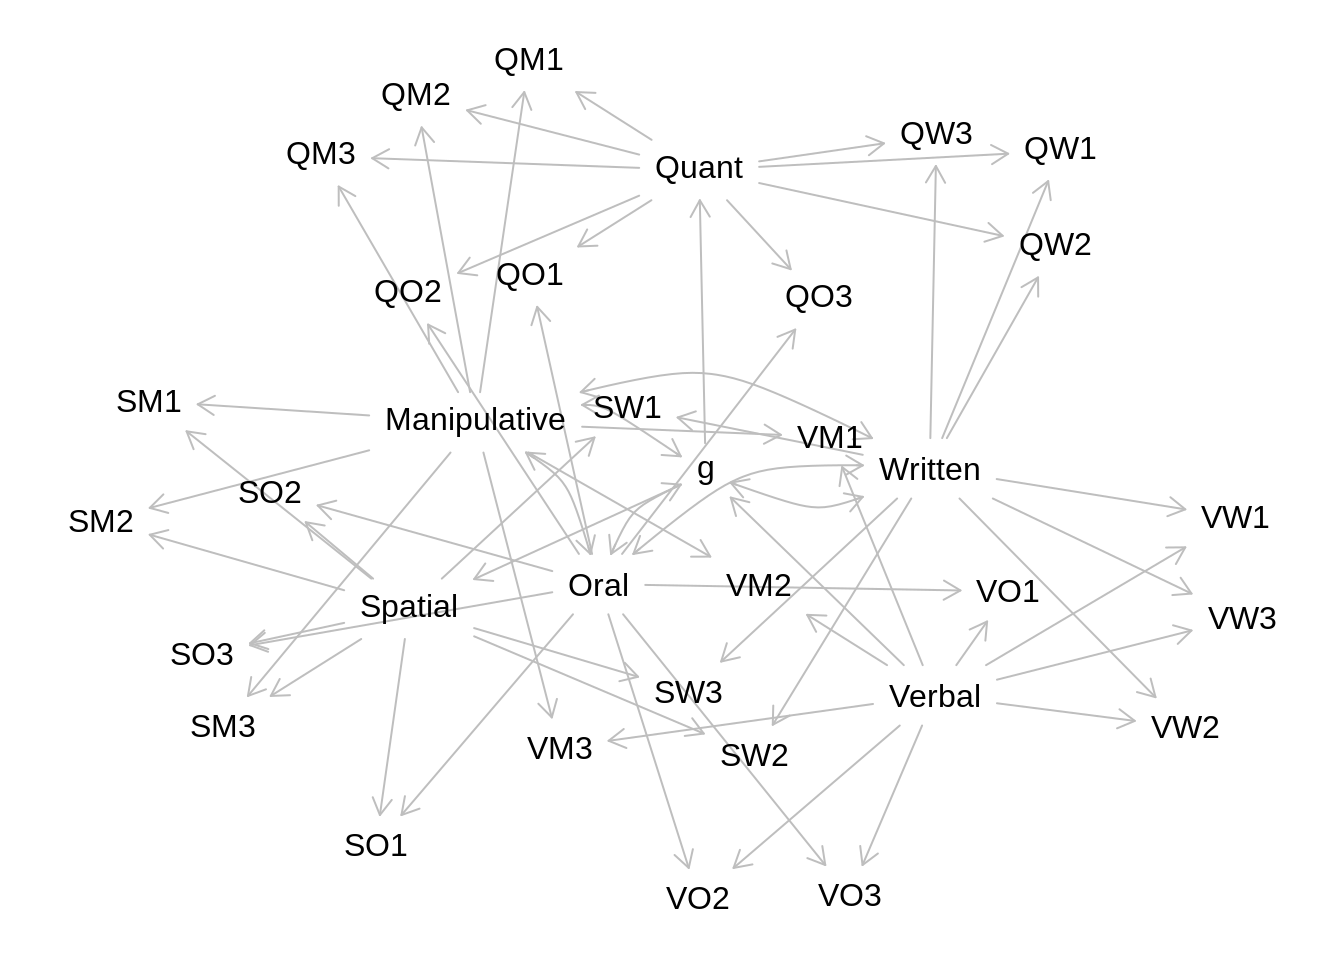 QM1
QM2
QW3
QW1
QM3
Quant
QW2
QO1
QO2
QO3
SM1
SW1
Manipulative
VM1
g
Written
SO2
SM2
VW1
Oral
VM2
VO1
Spatial
VW3
SO3
SW3
Verbal
SM3
VW2
VM3
SW2
SO1
VO2
VO3